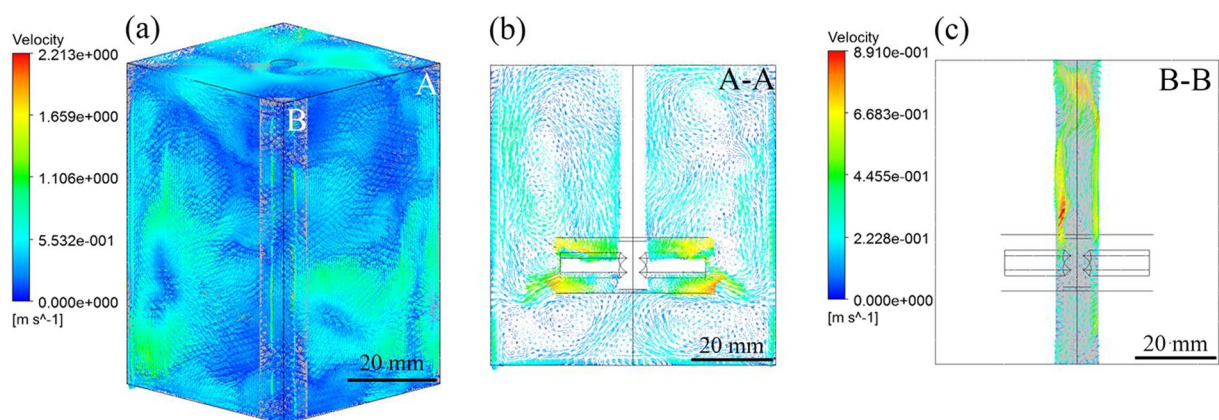 Velocity
2.213e+000
1.659e+000
1.106e+000
5.532e-001
0.000e+000
[m s^-1]
(a)
A
B
20 mm
(b)
A-A
20 mm
Velocity
8.910e-001
6.683e-001
4.455e-001
2.228e-001
0.000e+000
[m s^-1]
(c)
B-B
20 mm